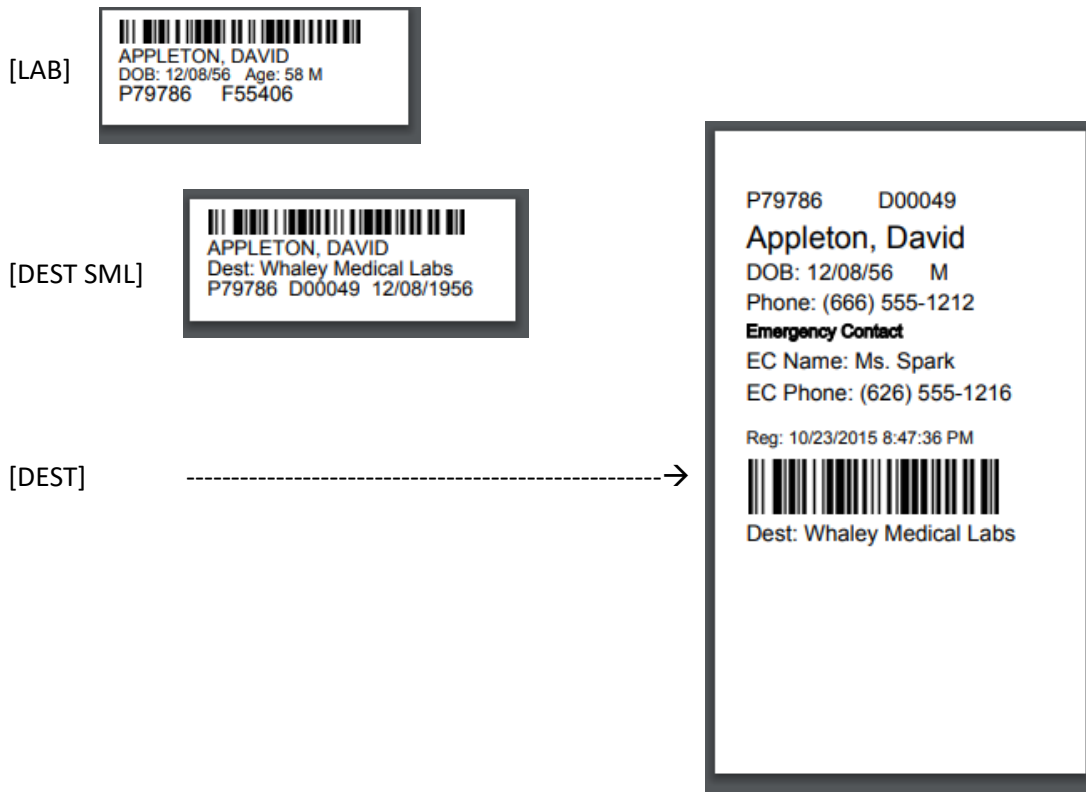 [LAB]
APPLETON, DAVID
DOB: 12/08/56 Age: 58 M
P79786 F55406
[DEST SML]
APPLETON, DAVID
Dest: Whaley Medical Labs
P79786 D00049 12/08/1956
[DEST] ------------------------------------------------------→
P79786 D00049
Appleton, David
DOB: 12/08/56 M
Phone: (666) 555-1212
Emergency Contact
EC Name: Ms. Spark
EC Phone: (626) 555-1216
Reg: 10/23/2015 8:47:36 PM
Dest: Whaley Medical Labs